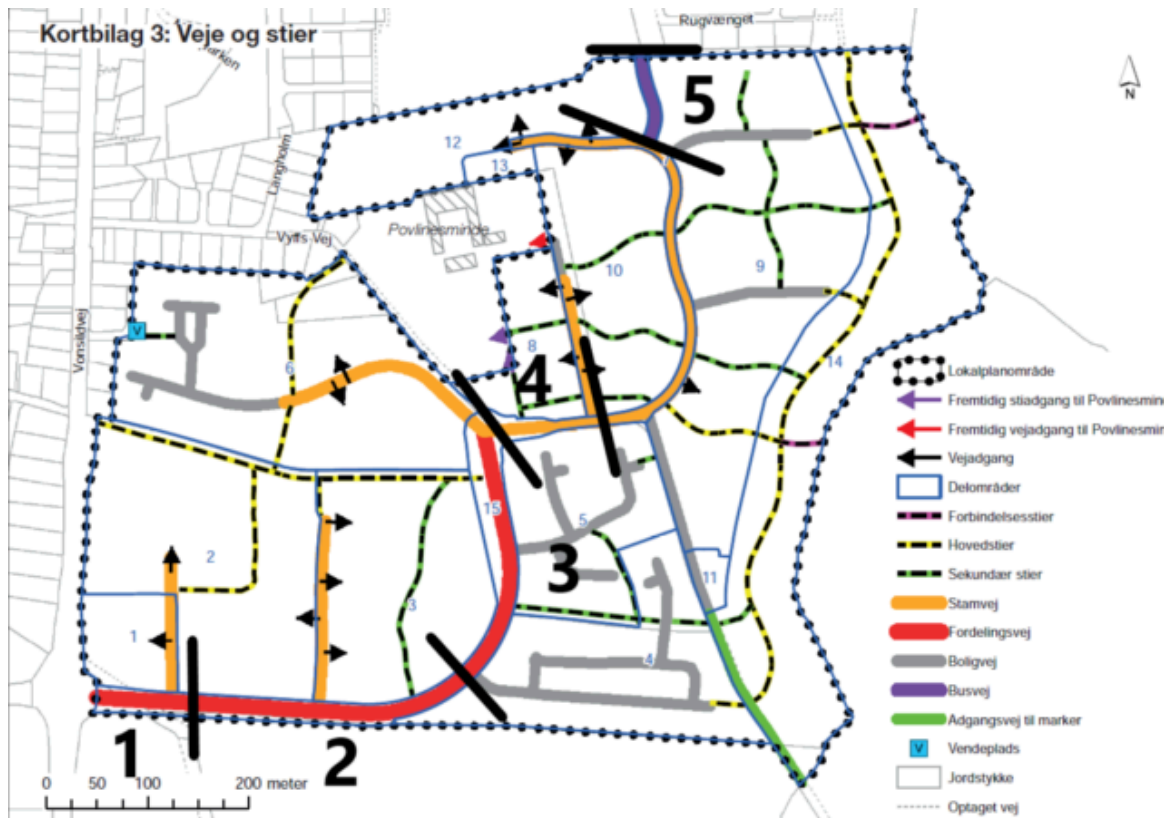 Rugvænget
Kortbilag 3: Veje og stier
N
5
12
13
Langholm
Vylfs Vej
Povlinesminde
10
9
Vonsildvej
8
14
4
6
Lokalplanområde
Fremtidig stiadgang til Povlinesmin
Fremtidig vejadgang til Povlinesmin
Vejadgang
Delområder
Forbindelsesstier
Hovedstier
Sekundær stier
Stamvej
Fordelingsvej
Boligvej
Busvej
Adgangsvej til marker
V Vendeplads
Jordstykke
Optaget vej
V
15
5
2
3
11
3
1
4
1
2
0 50 100 200 meter